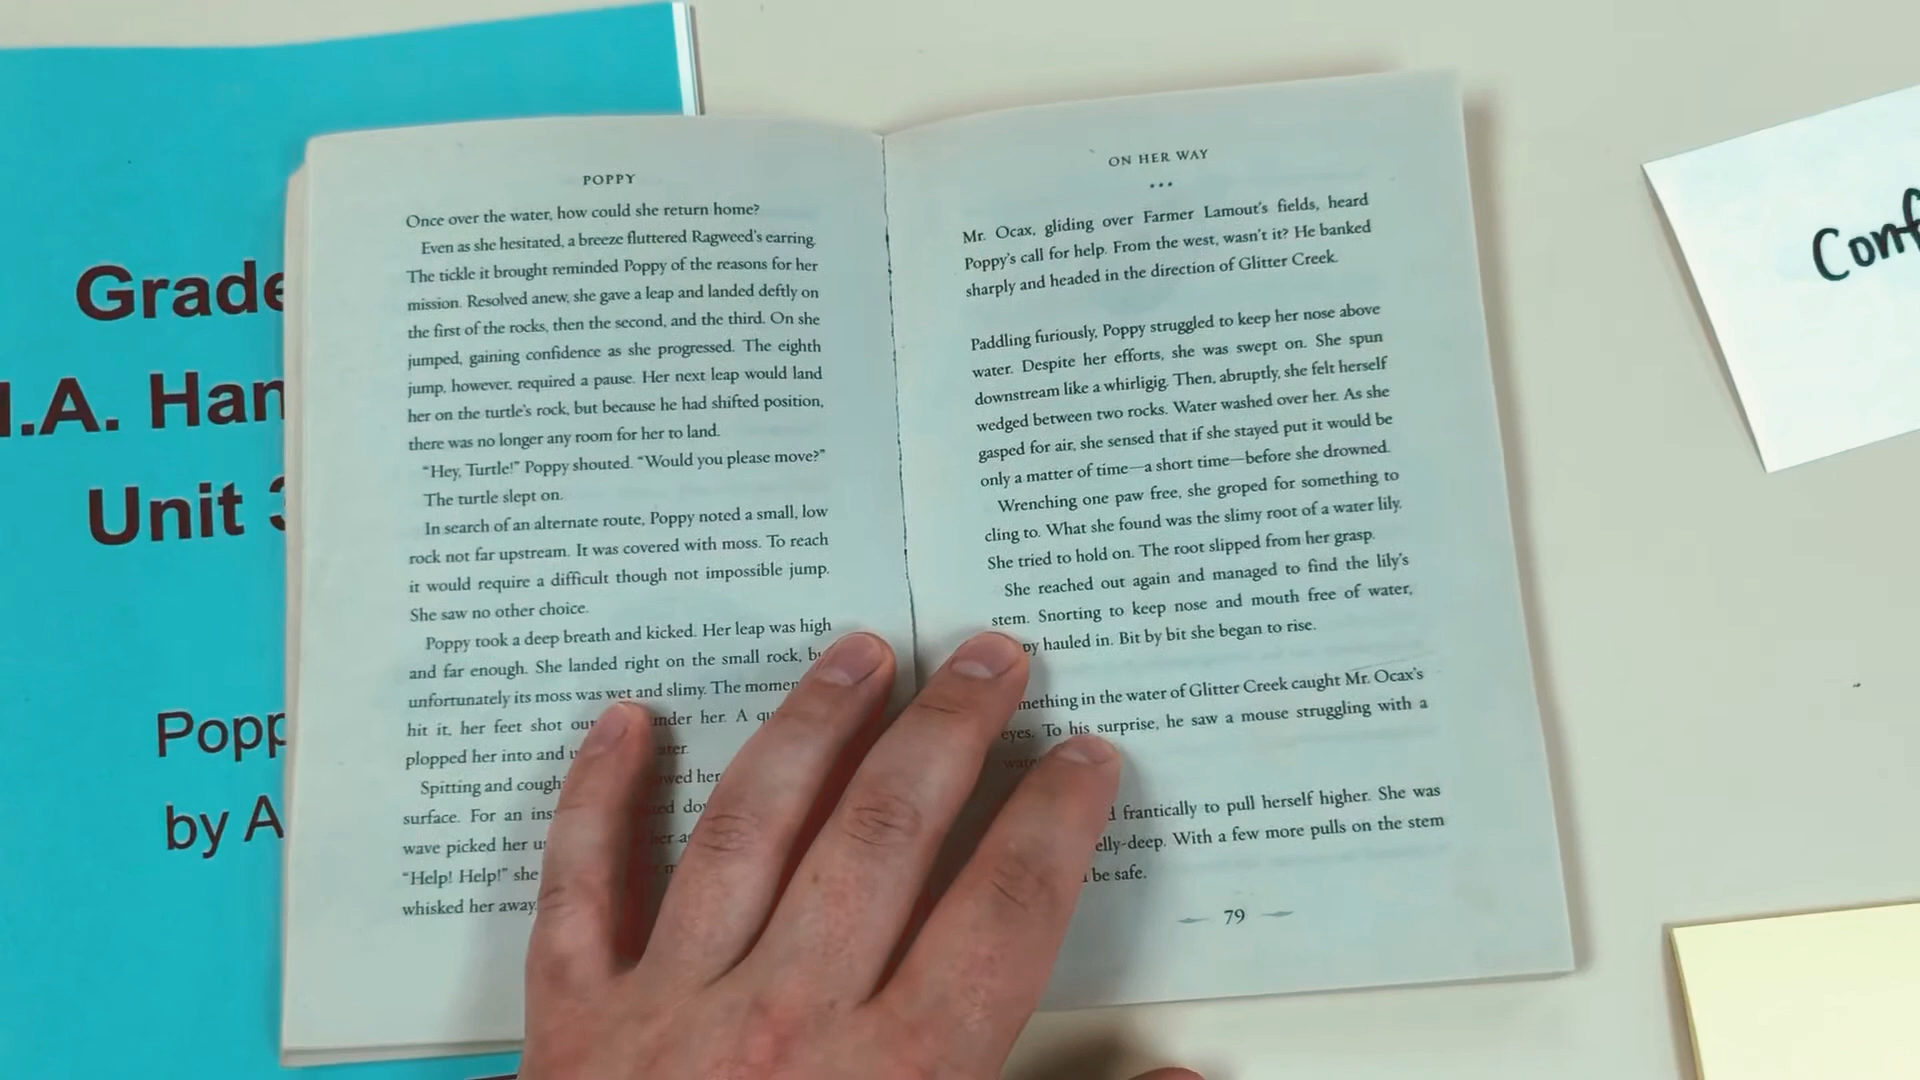 Grade
.A. Han
Unit
Popp
by A
POPPY
Once over the water, how could she return home?
Even as she hesitated, a breeze fluttered Ragweed's earring.
The tickle it brought reminded Poppy of the reasons for her
mission. Resolved anew, she gave a leap and landed deftly on
the first of the rocks, then the second, and the third. On she
jumped, gaining confidence as she progressed. The eighth
jump, however, required a pause. Her next leap would land
her on the turtle's rock, but because he had shifted position,
there was no longer any room for her to land.
"Hey, Turtle!" Poppy shouted. "Would you please move?"
The turtle slept on.
In search of an alternate route, Poppy noted a small, low
rock not far upstream. It was covered with moss. To reach
it would require a difficult though not impossible jump.
She saw no other choice.
Poppy took a deep breath and kicked. Her leap was high
and far enough. She landed right on the small rock, b
unfortunately its moss was wet and slimy. The momen
hit it, her feet shot ou nder her. A qu
plopped her into and u ater.
Spitting and coughi wed her
surface. For an ins ed do
wave picked her u her a
"Help! Help!" she m
whisked her away.
ON HER WAY
•••
Mr. Ocax, gliding over Farmer Lamout's fields, heard
Poppy's call for help. From the west, wasn't it? He banked
sharply and headed in the direction of Glitter Creek.
Paddling furiously, Poppy struggled to keep her nose above
water. Despite her efforts, she was swept on. She spun
downstream like a whirligig. Then, abruptly, she felt herself
wedged between two rocks. Water washed over her. As she
gasped for air, she sensed that if she stayed put it would be
only a matter of time—a short time—before she drowned.
Wrenching one paw free, she groped for something to
cling to. What she found was the slimy root of a water lily.
She tried to hold on. The root slipped from her grasp.
She reached out again and managed to find the lily's
stem. Snorting to keep nose and mouth free of water,
py hauled in. Bit by bit she began to rise.
mething in the water of Glitter Creek caught Mr. Ocax's
eyes. To his surprise, he saw a mouse struggling with a
wate
d frantically to pull herself higher. She was
elly-deep. With a few more pulls on the stem
be safe.
79
Conf